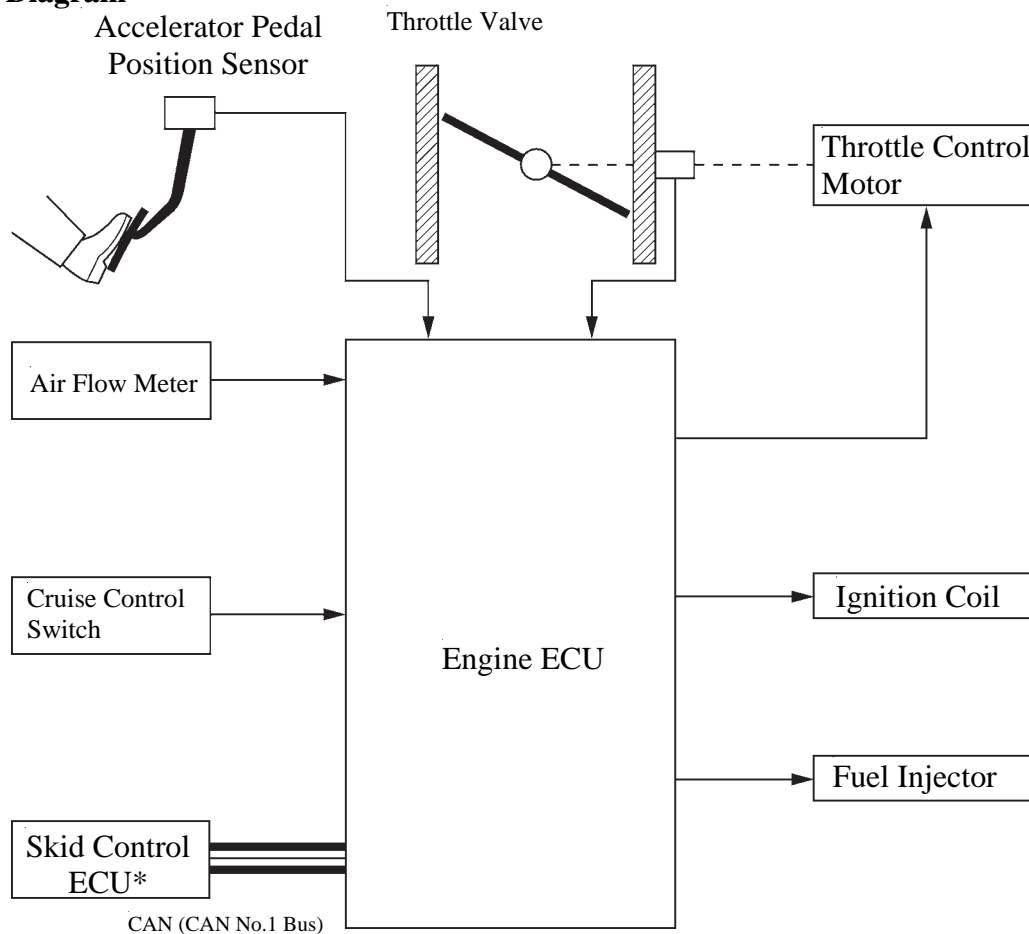 Diagram
Accelerator Pedal
Position Sensor
Throttle Valve
Throttle Control
Motor
Air Flow Meter
Cruise Control
Switch
Engine ECU
Ignition Coil
Fuel Injector
Skid Control
ECU*
CAN (CAN No.1 Bus)